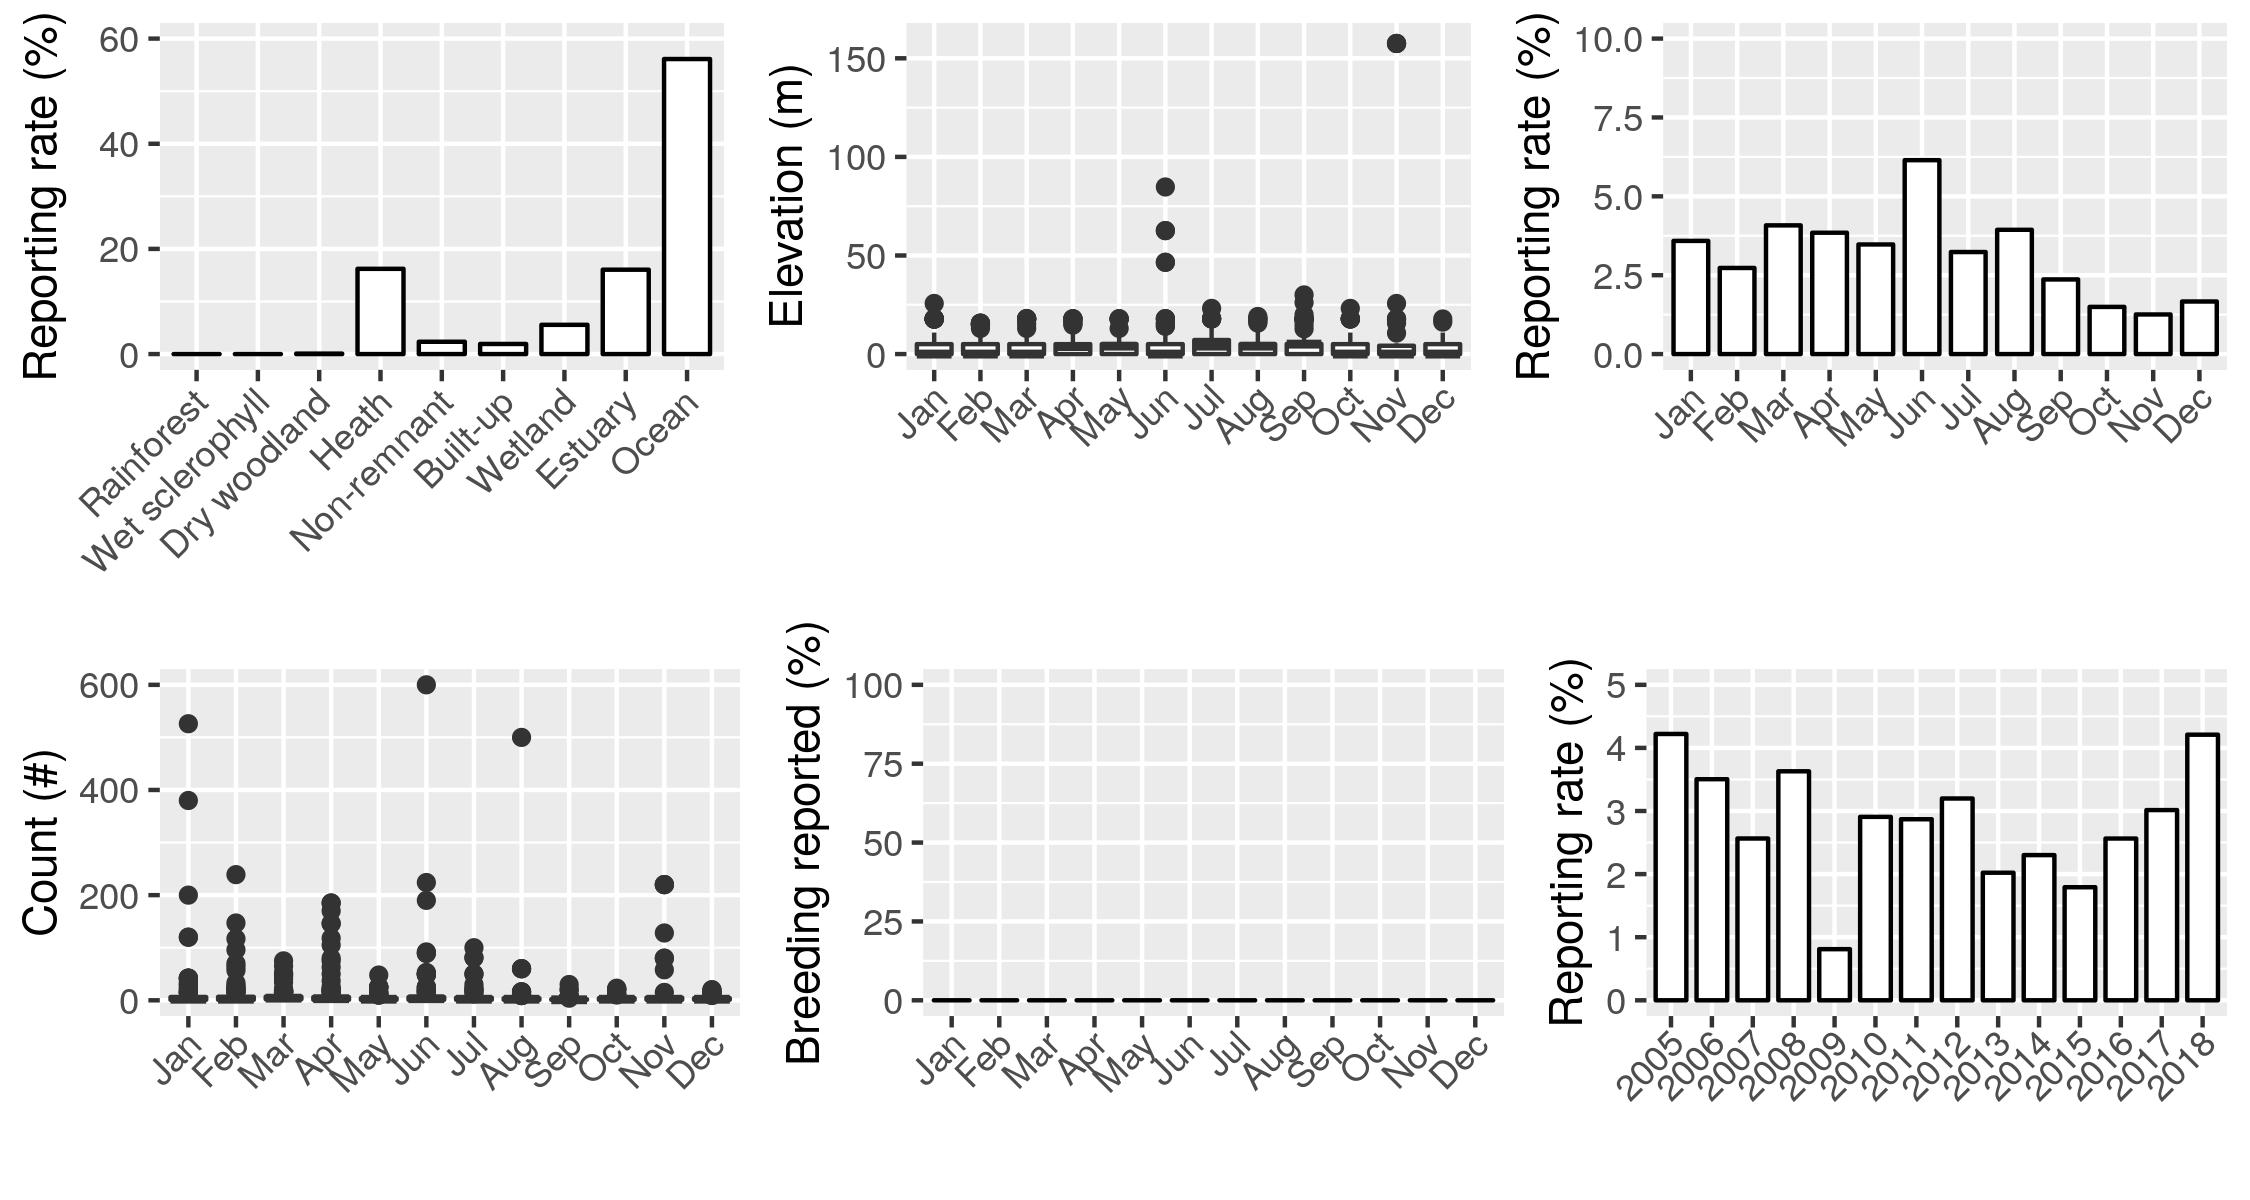 Reporting rate (%)
60
40
20
0
Rainforest
Wet sclerophyll
Dry woodland
Heath
Non-remnant
Built-up
Wetland
Estuary
Ocean
Elevation (m)
150
100
50
0
Jan
Feb
Mar
Apr
May
Jun
Jul
Aug
Sep
Oct
Nov
Dec
Reporting rate (%)
10.0
7.5
5.0
2.5
0.0
Jan
Feb
Mar
Apr
May
Jun
Jul
Aug
Sep
Oct
Nov
Dec
Count (#)
600
400
200
0
Jan
Feb
Mar
Apr
May
Jun
Jul
Aug
Sep
Oct
Nov
Dec
Breeding reported (%)
100
75
50
25
0
Jan
Feb
Mar
Apr
May
Jun
Jul
Aug
Sep
Oct
Nov
Dec
Reporting rate (%)
5
4
3
2
1
0
2005
2006
2007
2008
2009
2010
2011
2012
2013
2014
2015
2016
2017
2018